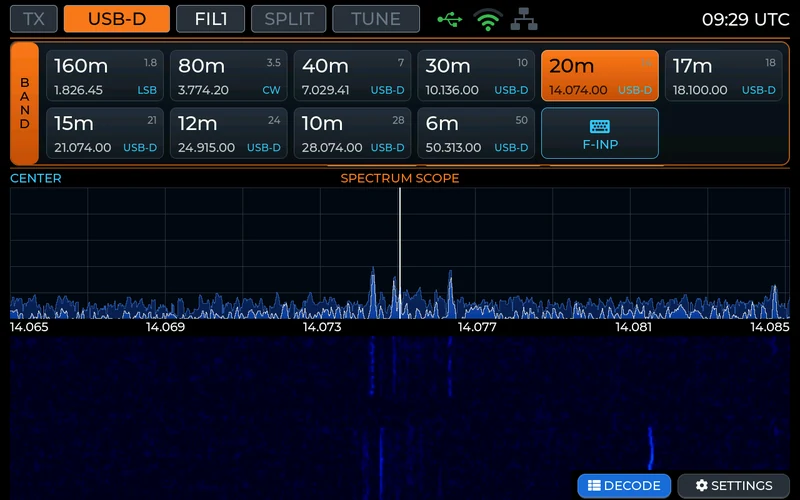 TX USB-D FIL1 SPLIT TUNE 09:29 UTC
BAND
160m 1.8 80m 3.5 40m 7 30m 10 20m 17m 18
1.826.45 LSB 3.774.20 CW 7.029.41 USB-D 10.136.00 USB-D 14.074.00 USB-D 18.100.00 USB-D
15m 21 12m 24 10m 28 6m 50
21.074.00 USB-D 24.915.00 USB-D 28.074.00 USB-D 50.313.00 USB-D F-INP
CENTER SPECTRUM SCOPE
14.065 14.069 14.073 14.077 14.081 14.085
DECODE SETTINGS